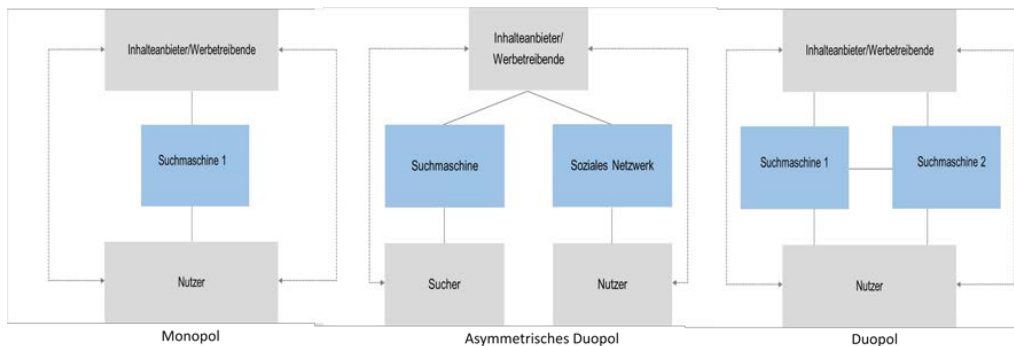 Inhalteanbieter/Werbetreibende
Suchmaschine 1
Nutzer
Monopol
Inhalteanbieter/
Werbetreibende
Suchmaschine
Soziales Netzwerk
Sucher
Nutzer
Asymmetrisches Duopol
Inhalteanbieter/Werbetreibende
Suchmaschine 1
Suchmaschine 2
Nutzer
Duopol